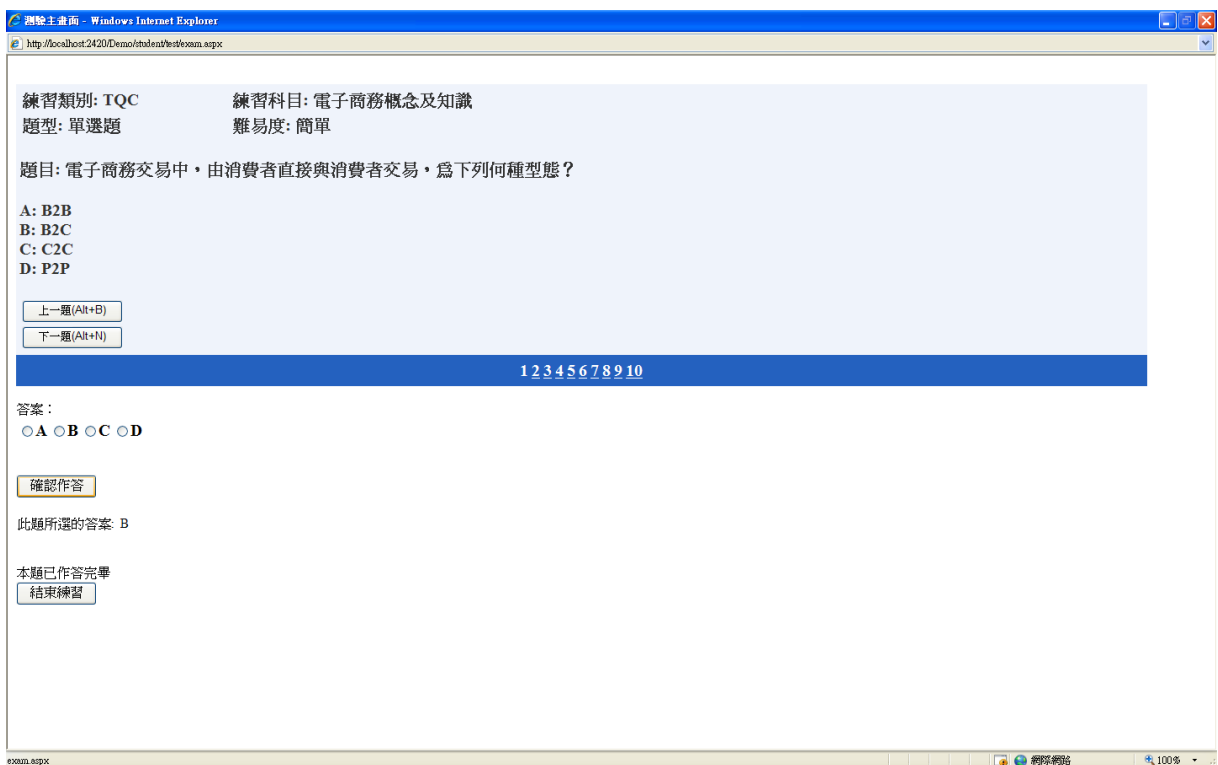 測驗主畫面 - Windows Internet Explorer
http://localhost:2420/Demo/student/test/exam.aspx
練習類別: TQC 練習科目: 電子商務概念及知識
題型: 單選題 難易度: 簡單
題目: 電子商務交易中，由消費者直接與消費者交易，為下列何種型態？
A: B2B
B: B2C
C: C2C
D: P2P
上一題(Alt+B)
下一題(Alt+N)
1 2 3 4 5 6 7 8 9 10
答案：
A B C D
確認作答
此題所選的答案: B
本題已作答完畢
結束練習
exam.aspx 網際網路 100%